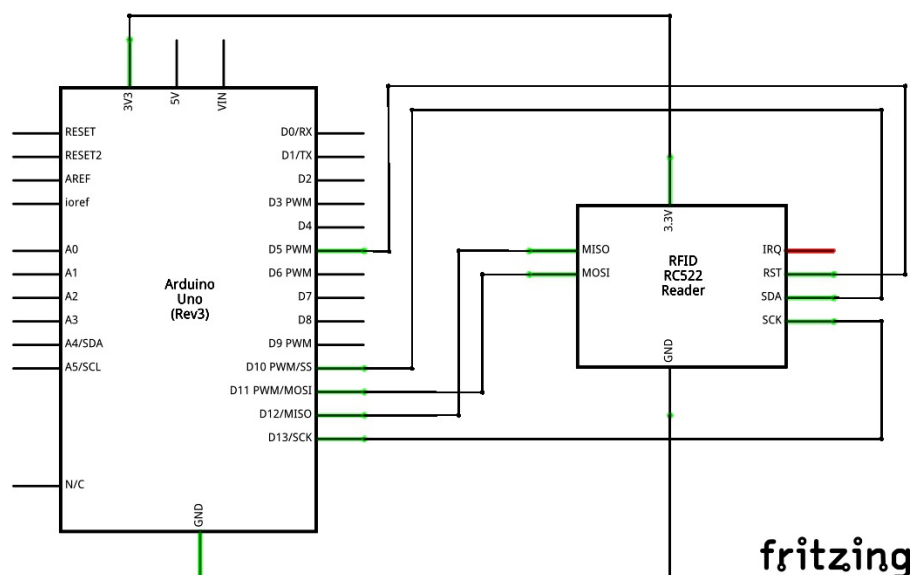 3V3
5V
VIN
RESET
RESET2
AREF
ioref
A0
A1
A2
A3
A4/SDA
A5/SCL
N/C
Arduino
Uno
(Rev3)
D0/RX
D1/TX
D2
D3 PWM
D4
D5 PWM
D6 PWM
D7
D8
D9 PWM
D10 PWM/SS
D11 PWM/MOSI
D12/MISO
D13/SCK
GND
3.3V
MISO
MOSI
RFID
RC522
Reader
IRQ
RST
SDA
SCK
GND
fritzing